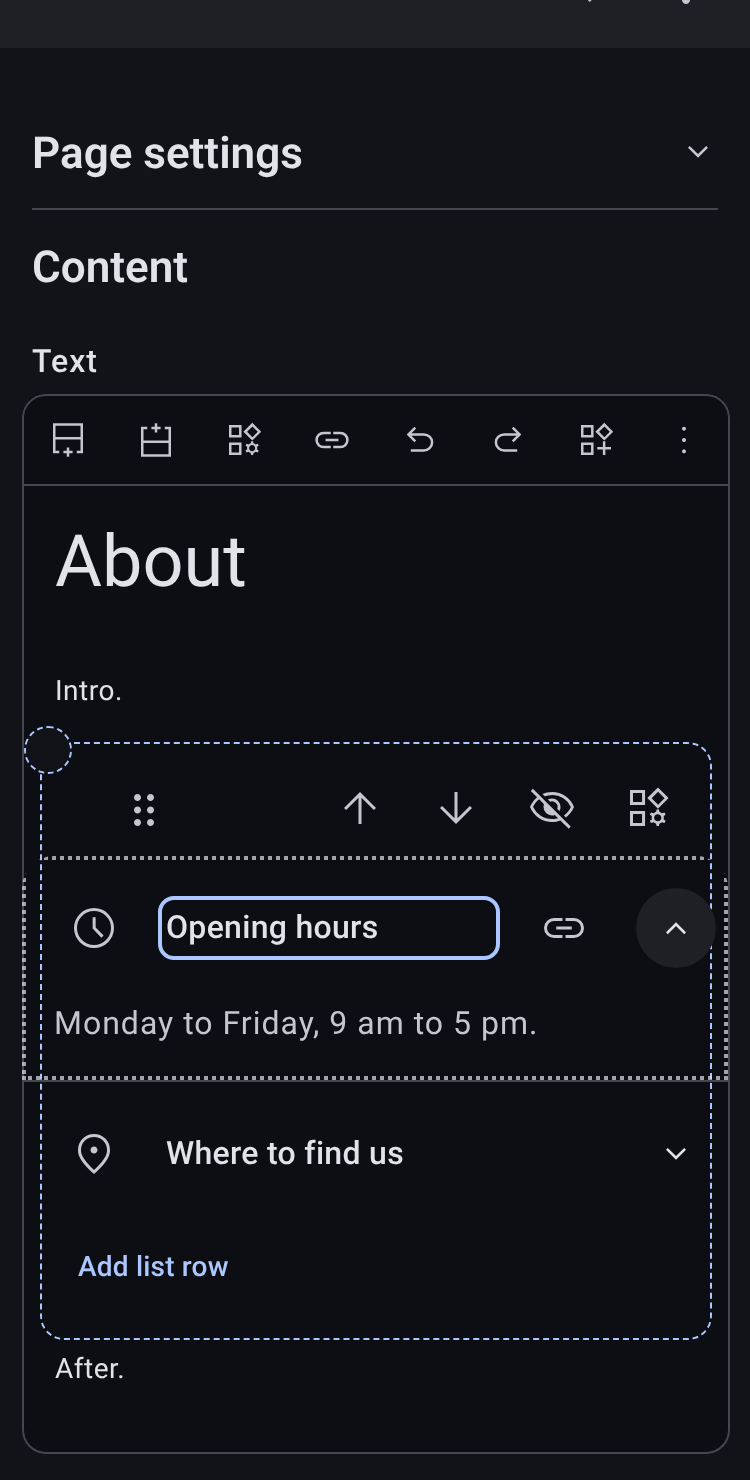 Page settings
Content
Text
About
Intro.
Opening hours
Monday to Friday, 9 am to 5 pm.
Where to find us
Add list row
After.